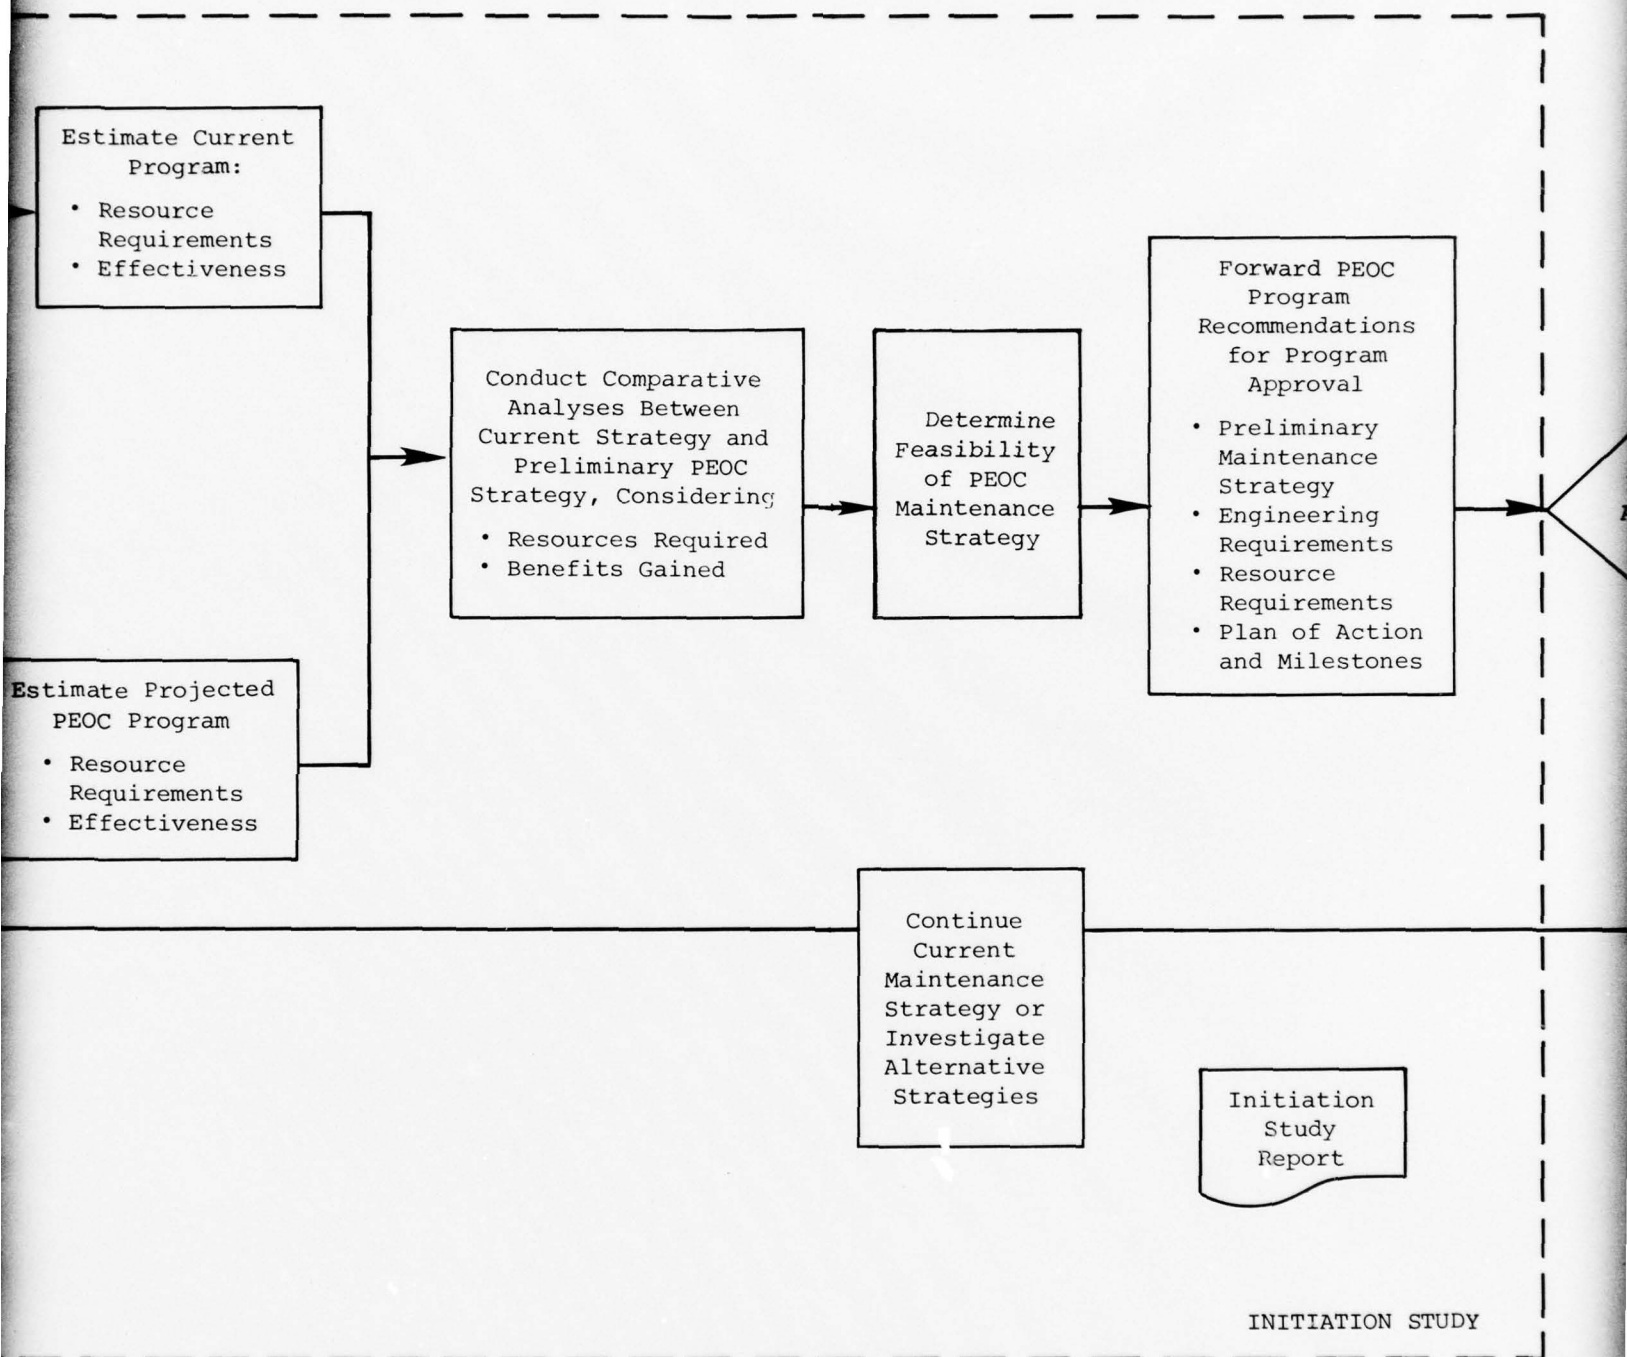 Estimate Current
Program:
• Resource
Requirements
• Effectiveness
Estimate Projected
PEOC Program
• Resource
Requirements
• Effectiveness
Conduct Comparative
Analyses Between
Current Strategy and
Preliminary PEOC
Strategy, Considering
• Resources Required
• Benefits Gained
Determine
Feasibility
of PEOC
Maintenance
Strategy
Forward PEOC
Program
Recommendations
for Program
Approval
• Preliminary
Maintenance
Strategy
• Engineering
Requirements
• Resource
Requirements
• Plan of Action
and Milestones
Continue
Current
Maintenance
Strategy or
Investigate
Alternative
Strategies
Initiation
Study
Report
INITIATION STUDY